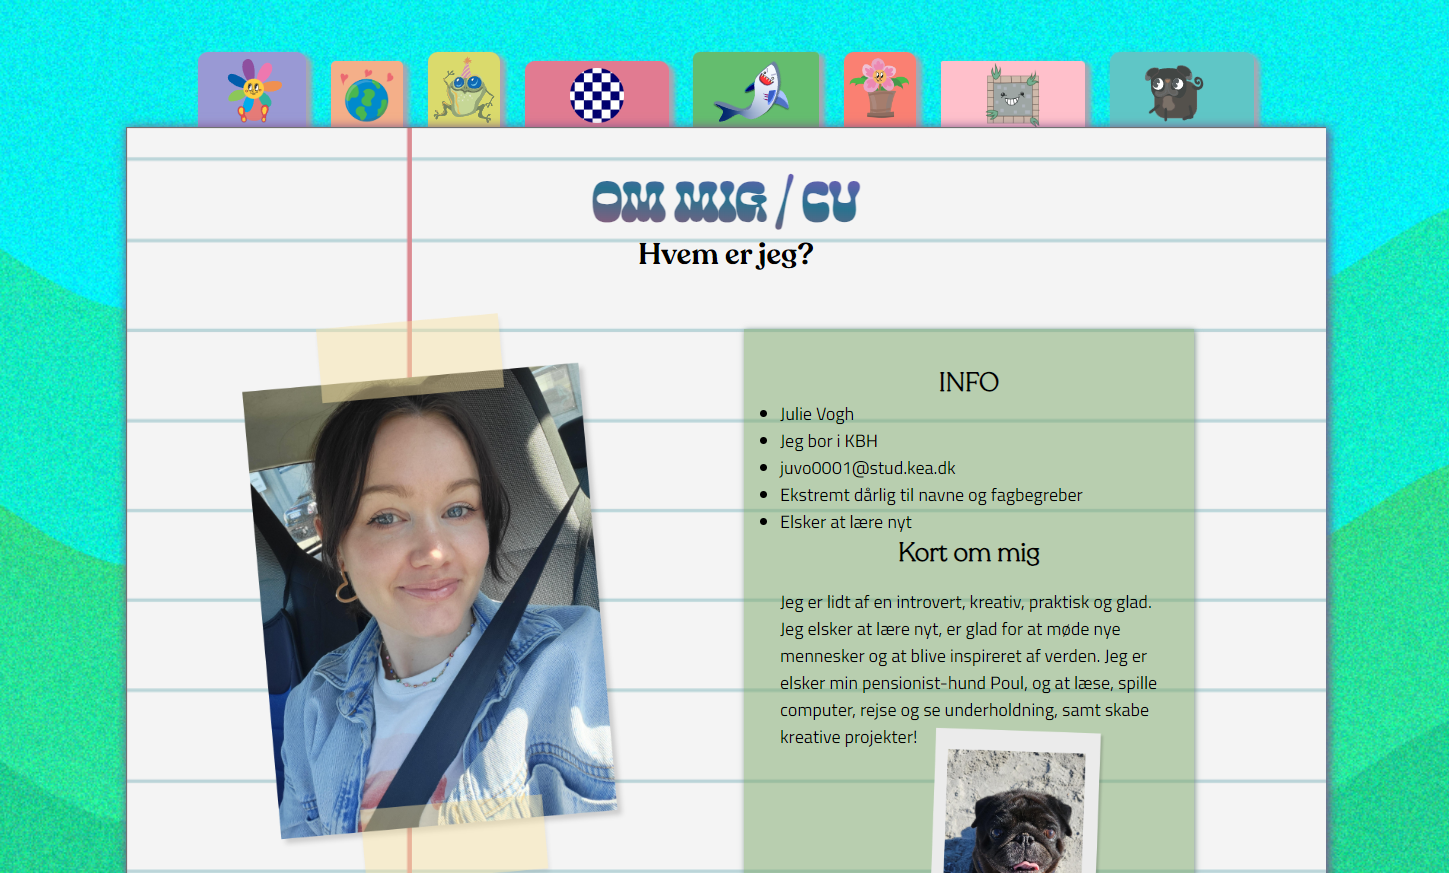 OM MIG / CV
Hvem er jeg?
INFO
Julie Vogh
Jeg bor i KBH
juvo0001@stud.kea.dk
Ekstremt dårlig til navne og fagbegreber
Elsker at lære nyt
Kort om mig
Jeg er lidt af en introvert, kreativ, praktisk og glad.
Jeg elsker at lære nyt, er glad for at møde nye
mennesker og at blive inspireret af verden. Jeg er
elsker min pensionist-hund Poul, og at læse, spille
computer, rejse og se underholdning, samt skabe
kreative projekter!